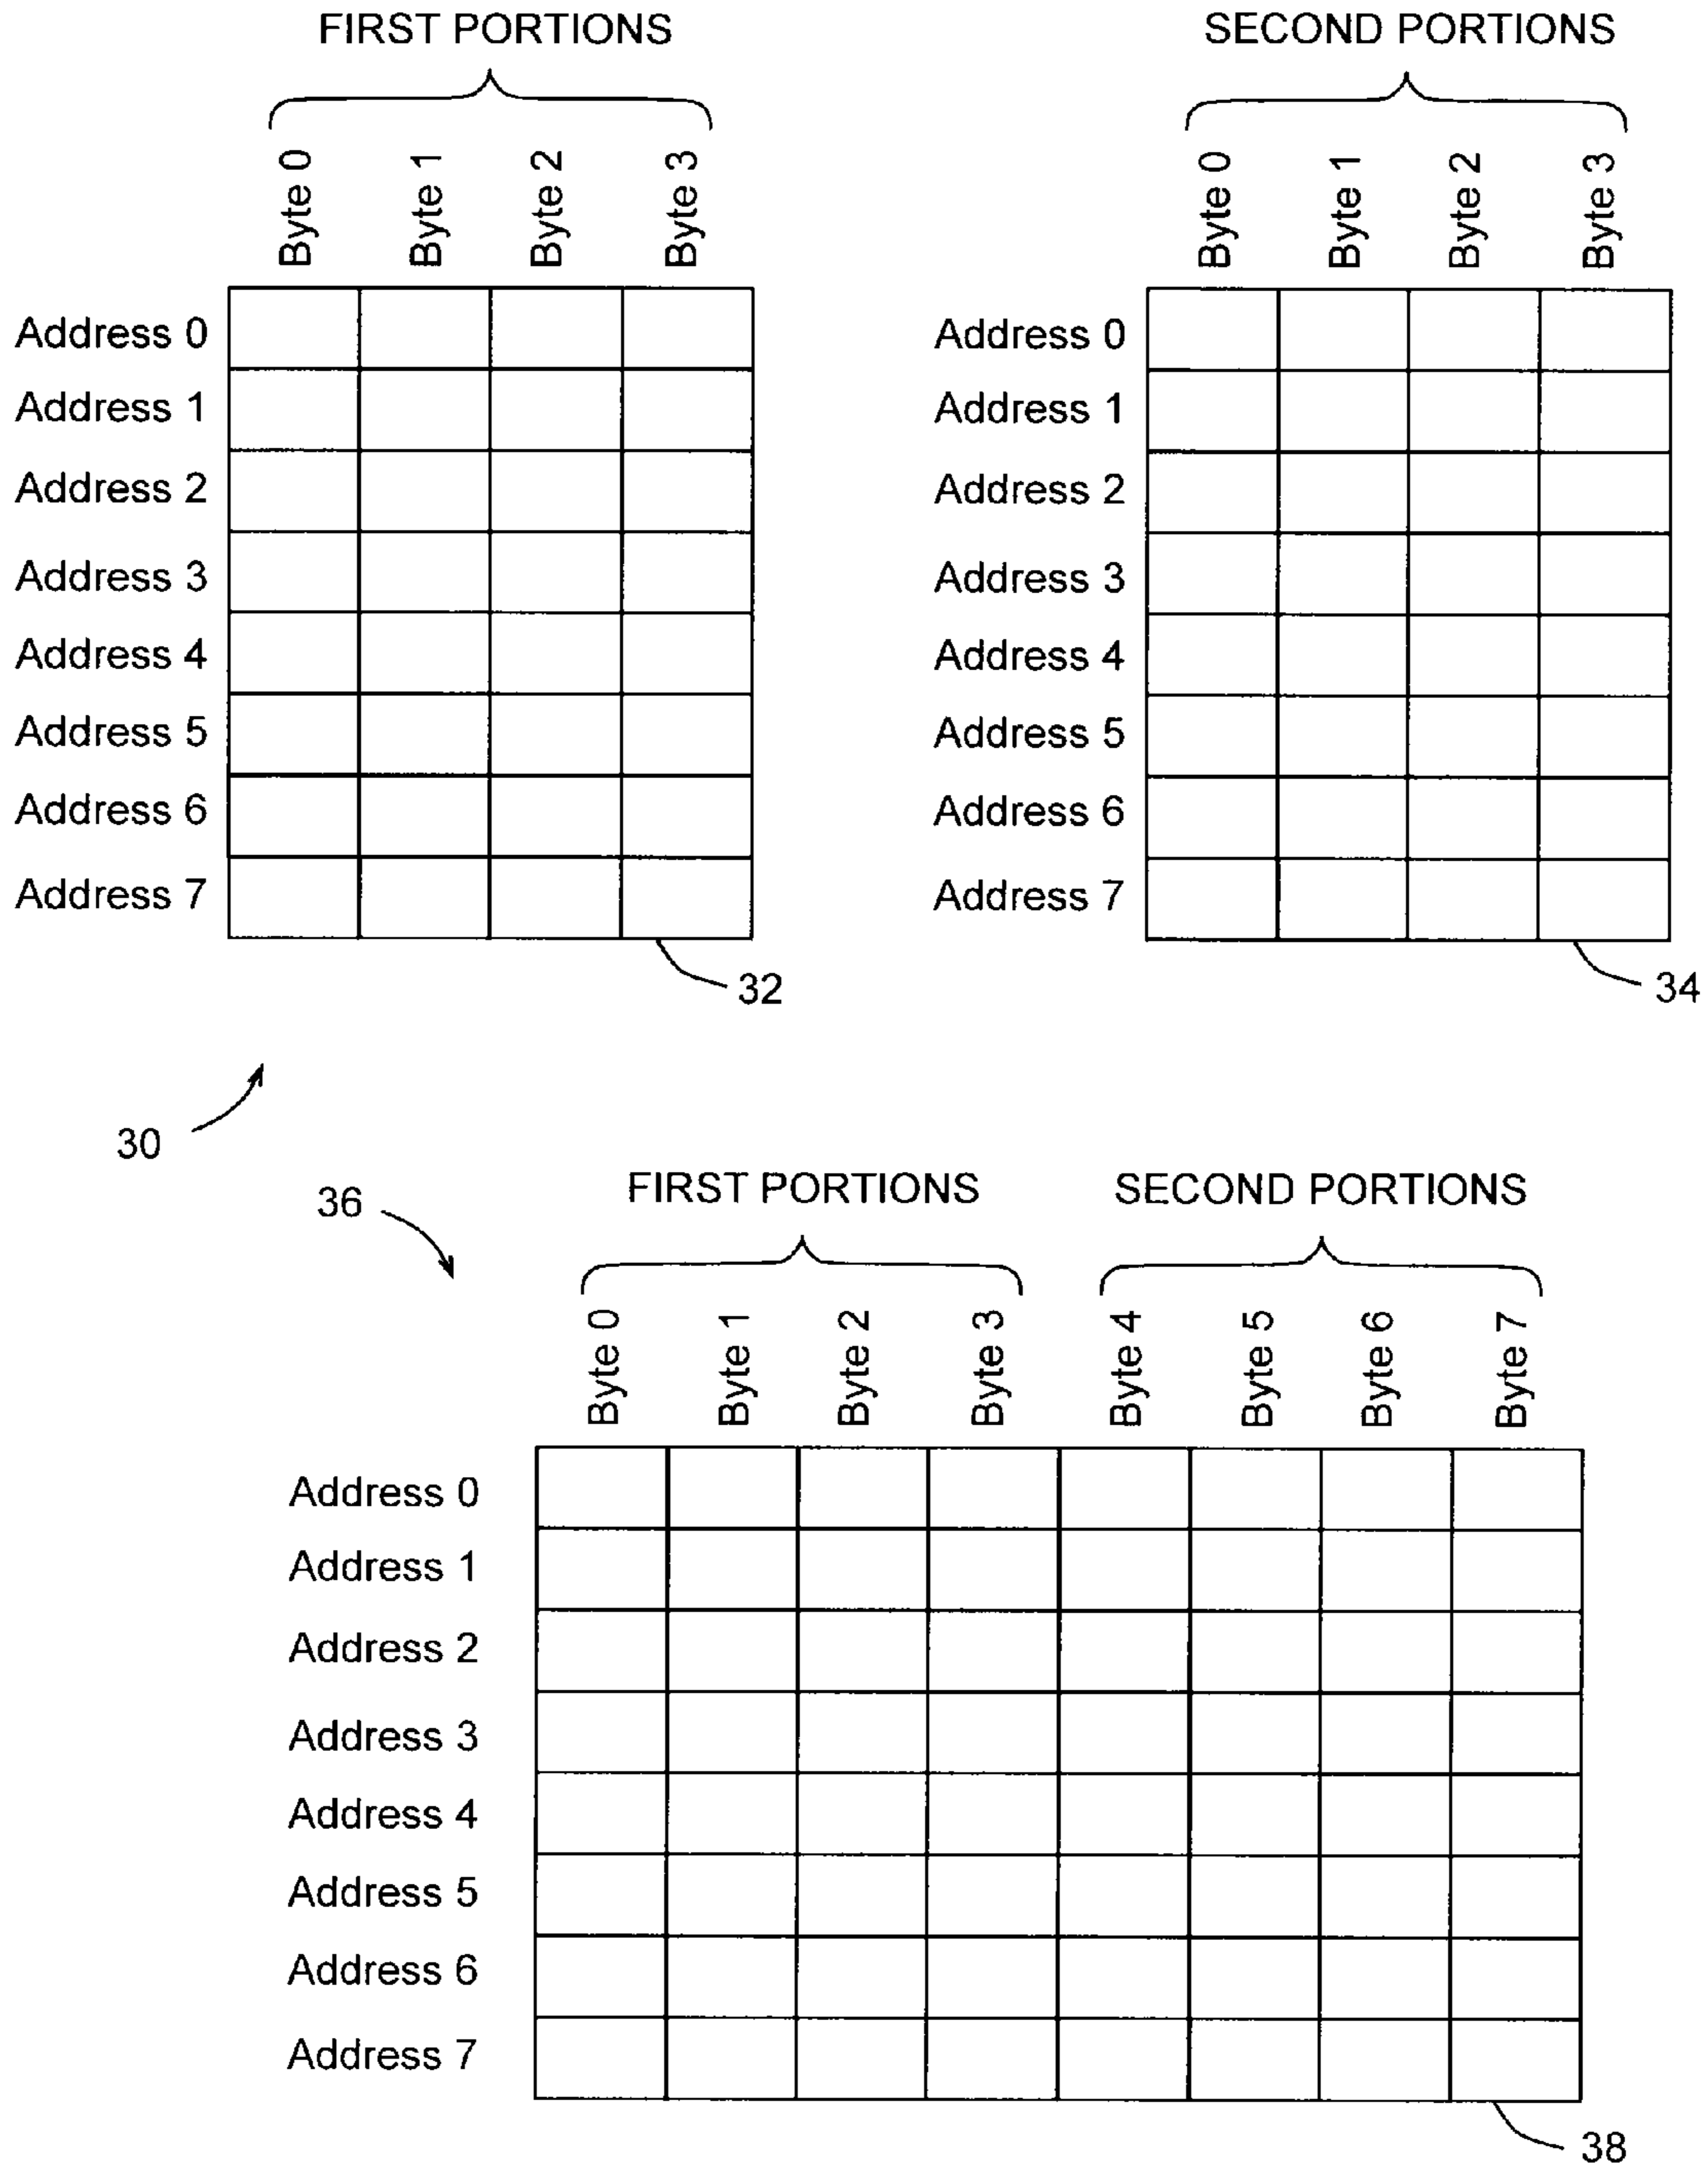 FIRST PORTIONS
SECOND PORTIONS
Byte 0
Byte 1
Byte 2
Byte 3
Byte 0
Byte 1
Byte 2
Byte 3
Address 0
Address 1
Address 2
Address 3
Address 4
Address 5
Address 6
Address 7
32
Address 0
Address 1
Address 2
Address 3
Address 4
Address 5
Address 6
Address 7
34
30
36
FIRST PORTIONS
SECOND PORTIONS
Byte 0
Byte 1
Byte 2
Byte 3
Byte 4
Byte 5
Byte 6
Byte 7
Address 0
Address 1
Address 2
Address 3
Address 4
Address 5
Address 6
Address 7
38